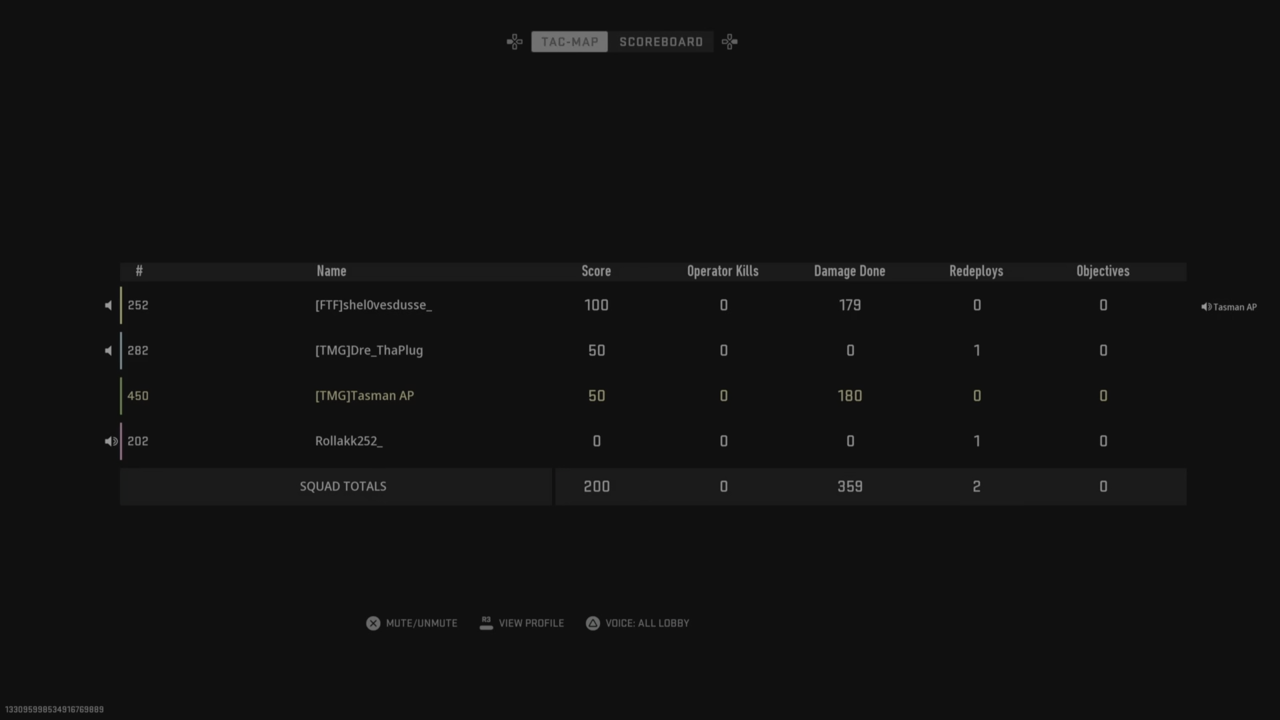 TAC-MAP SCOREBOARD
# Name Score Operator Kills Damage Done Redeploys Objectives
252 [FTF]shel0vesdusse_ 100 0 179 0 0
Tasman AP
282 [TMG]Dre_ThaPlug 50 0 0 1 0
450 [TMG]Tasman AP 50 0 180 0 0
202 Rollakk252_ 0 0 0 1 0
SQUAD TOTALS 200 0 359 2 0
R3
MUTE/UNMUTE VIEW PROFILE VOICE: ALL LOBBY
133095998534916769889